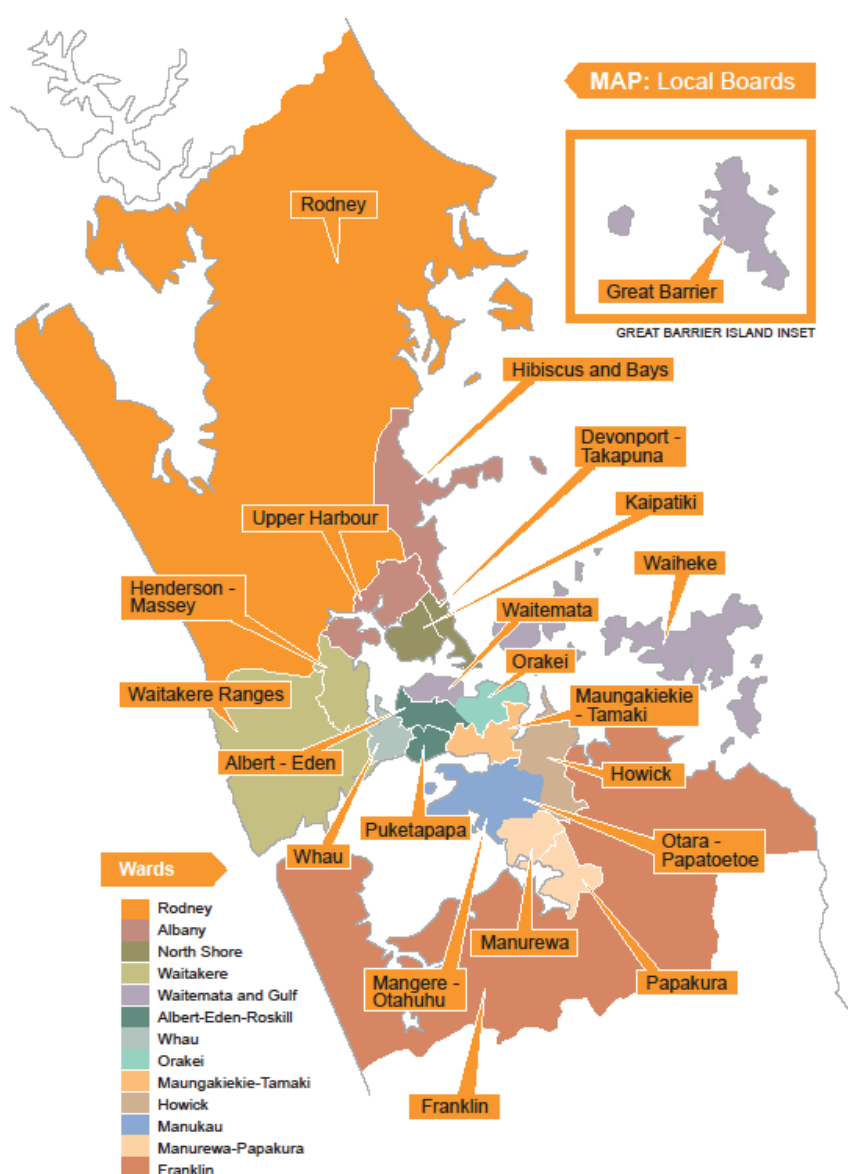 MAP: Local Boards
Rodney
Great Barrier
GREAT BARRIER ISLAND INSET
Hibiscus and Bays
Devonport -
Takapuna
Kaipatiki
Upper Harbour
Waiheke
Henderson -
Massey
Waitemata
Orakei
Waitakere Ranges
Maungakiekie
- Tamaki
Albert - Eden
Howick
Puketapapa
Otara -
Papatoetoe
Whau
Wards
Rodney
Albany
North Shore
Waitakere
Waitemata and Gulf
Albert-Eden-Roskill
Whau
Orakei
Maungakiekie-Tamaki
Howick
Manukau
Manurewa-Papakura
Franklin
Manurewa
Mangere -
Otahuhu
Papakura
Franklin